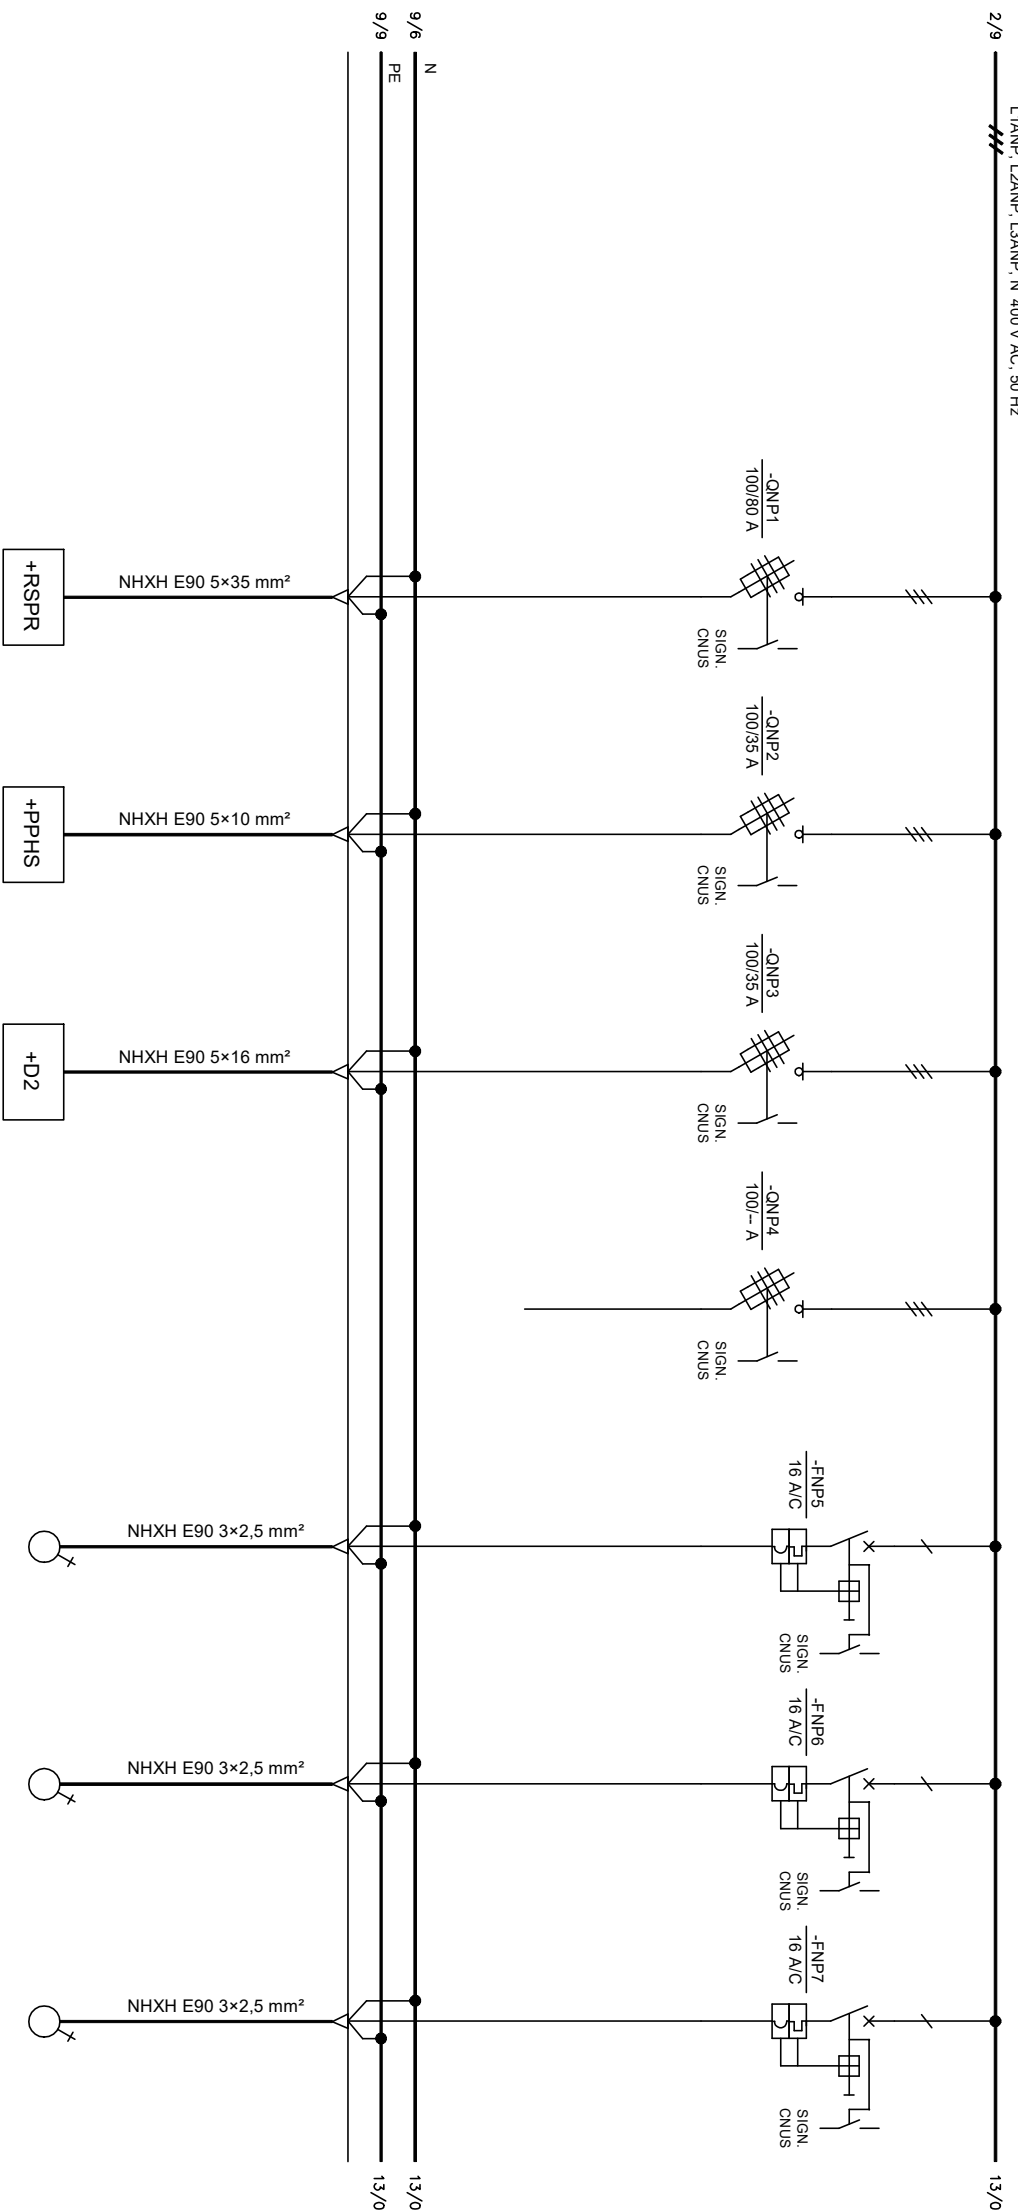 2/9
L1ANP, L2ANP, L3ANP, N 400 V AC, 50 Hz
13/0
9/6
N
13/0
9/9
PE
13/0
-QNP1
100/80 A
SIGN.
CNUS
NHXH E90 5×35 mm²
+RSPR
-QNP2
100/35 A
SIGN.
CNUS
NHXH E90 5×10 mm²
+PPHS
-QNP3
100/35 A
SIGN.
CNUS
NHXH E90 5×16 mm²
+D2
-QNP4
100/-- A
SIGN.
CNUS
-FNP5
16 A/C
SIGN.
CNUS
NHXH E90 3×2,5 mm²
-FNP6
16 A/C
SIGN.
CNUS
NHXH E90 3×2,5 mm²
-FNP7
16 A/C
SIGN.
CNUS
NHXH E90 3×2,5 mm²